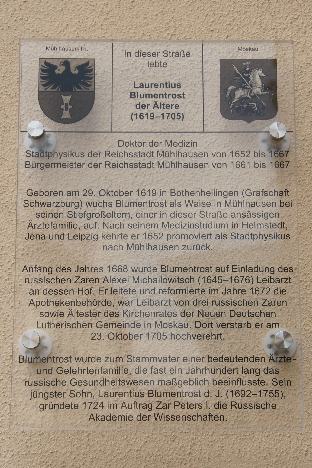 Mühlhausen i.Th.
Moskau
In dieser Straße
lebte
Laurentius
Blumentrost
der Ältere
(1619–1705)
Doktor der Medizin
Stadtphysikus der Reichsstadt Mühlhausen von 1652 bis 1667
Bürgermeister der Reichsstadt Mühlhausen von 1661 bis 1667
Geboren am 29. Oktober 1619 in Bothenheilingen (Grafschaft
Schwarzburg) wuchs Blumentrost als Waise in Mühlhausen bei
seinen Stiefgroßeltern, einer in dieser Straße ansässigen
Ärztefamilie, auf. Nach seinem Medizinstudium in Helmstedt,
Jena und Leipzig kehrte er 1652 promoviert als Stadtphysikus
nach Mühlhausen zurück.
Anfang des Jahres 1668 wurde Blumentrost auf Einladung des
russischen Zaren Alexei Michailowitsch (1645–1676) Leibarzt
an dessen Hof. Er leitete und reformierte im Jahre 1672 die
Apothekenbehörde, war Leibarzt von drei russischen Zaren
sowie Ältester des Kirchenrates der Neuen Deutschen
Lutherischen Gemeinde in Moskau. Dort verstarb er am
23. Oktober 1705 hochverehrt.
Blumentrost wurde zum Stammvater einer bedeutenden Ärzte-
und Gelehrtenfamilie, die fast ein Jahrhundert lang das
russische Gesundheitswesen maßgeblich beeinflusste. Sein
jüngster Sohn, Laurentius Blumentrost d. J. (1692–1755),
gründete 1724 im Auftrag Zar Peters I. die Russische
Akademie der Wissenschaften.